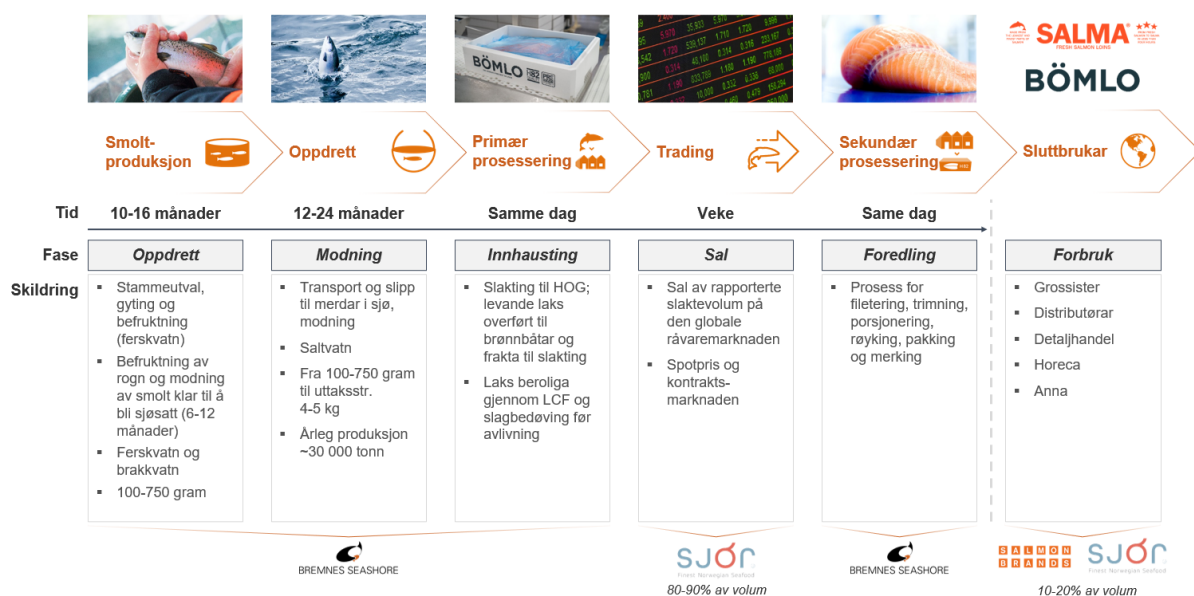 BÖMLO
SALMA®
FRESH SALMON LOINS
BÖMLO
Smolt-
produksjon
Oppdrett
Primær
prosessering
Trading
Sekundær
prosessering
Sluttbrukar
Tid
10-16 månader
12-24 månader
Samme dag
Veke
Same dag
Fase
Oppdrett
Modning
Innhausting
Sal
Foredling
Forbruk
Skildring
▪ Stammeutval,
gyting og
befruktning
(ferskvatn)
▪ Befruktning av
rogn og modning
av smolt klar til å
bli sjøsatt (6-12
månader)
▪ Ferskvatn og
brakkvatn
▪ 100-750 gram
▪ Transport og slipp
til merdar i sjø,
modning
▪ Saltvatn
▪ Fra 100-750 gram
til uttaksstr.
4-5 kg
▪ Årleg produksjon
~30 000 tonn
▪ Slakting til HOG;
levande laks
overført til
brønnbåtar og
frakta til slakting
▪ Laks beroliga
gjennom LCF og
slagbedøving før
avlivning
▪ Sal av rapporterte
slaktevolum på
den globale
råvaremarknaden
▪ Spotpris og
kontrakts-
marknaden
▪ Prosess for
filetering, trimning,
porsjonering,
røyking, pakking
og merking
▪ Grossister
▪ Distributørar
▪ Detaljhandel
▪ Horeca
▪ Anna
BREMNES SEASHORE
SJÓR
Finest Norwegian Seafood
80-90% av volum
BREMNES SEASHORE
SALMON
BRANDS
SJÓR
Finest Norwegian Seafood
10-20% av volum